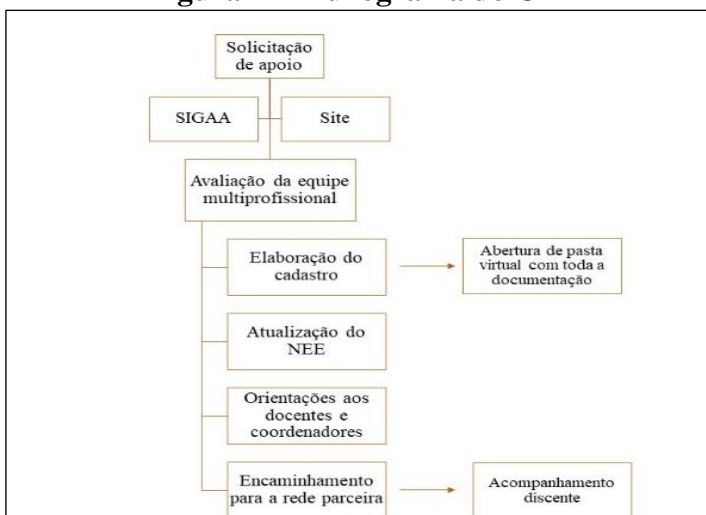 Solicitação
de apoio
SIGAA
Site
Avaliação da equipe
multiprofissional
Elaboração do
cadastro
Abertura de pasta
virtual com toda a
documentação
Atualização do
NEE
Orientações aos
docentes e
coordenadores
Encaminhamento
para a rede parceira
Acompanhamento
discente